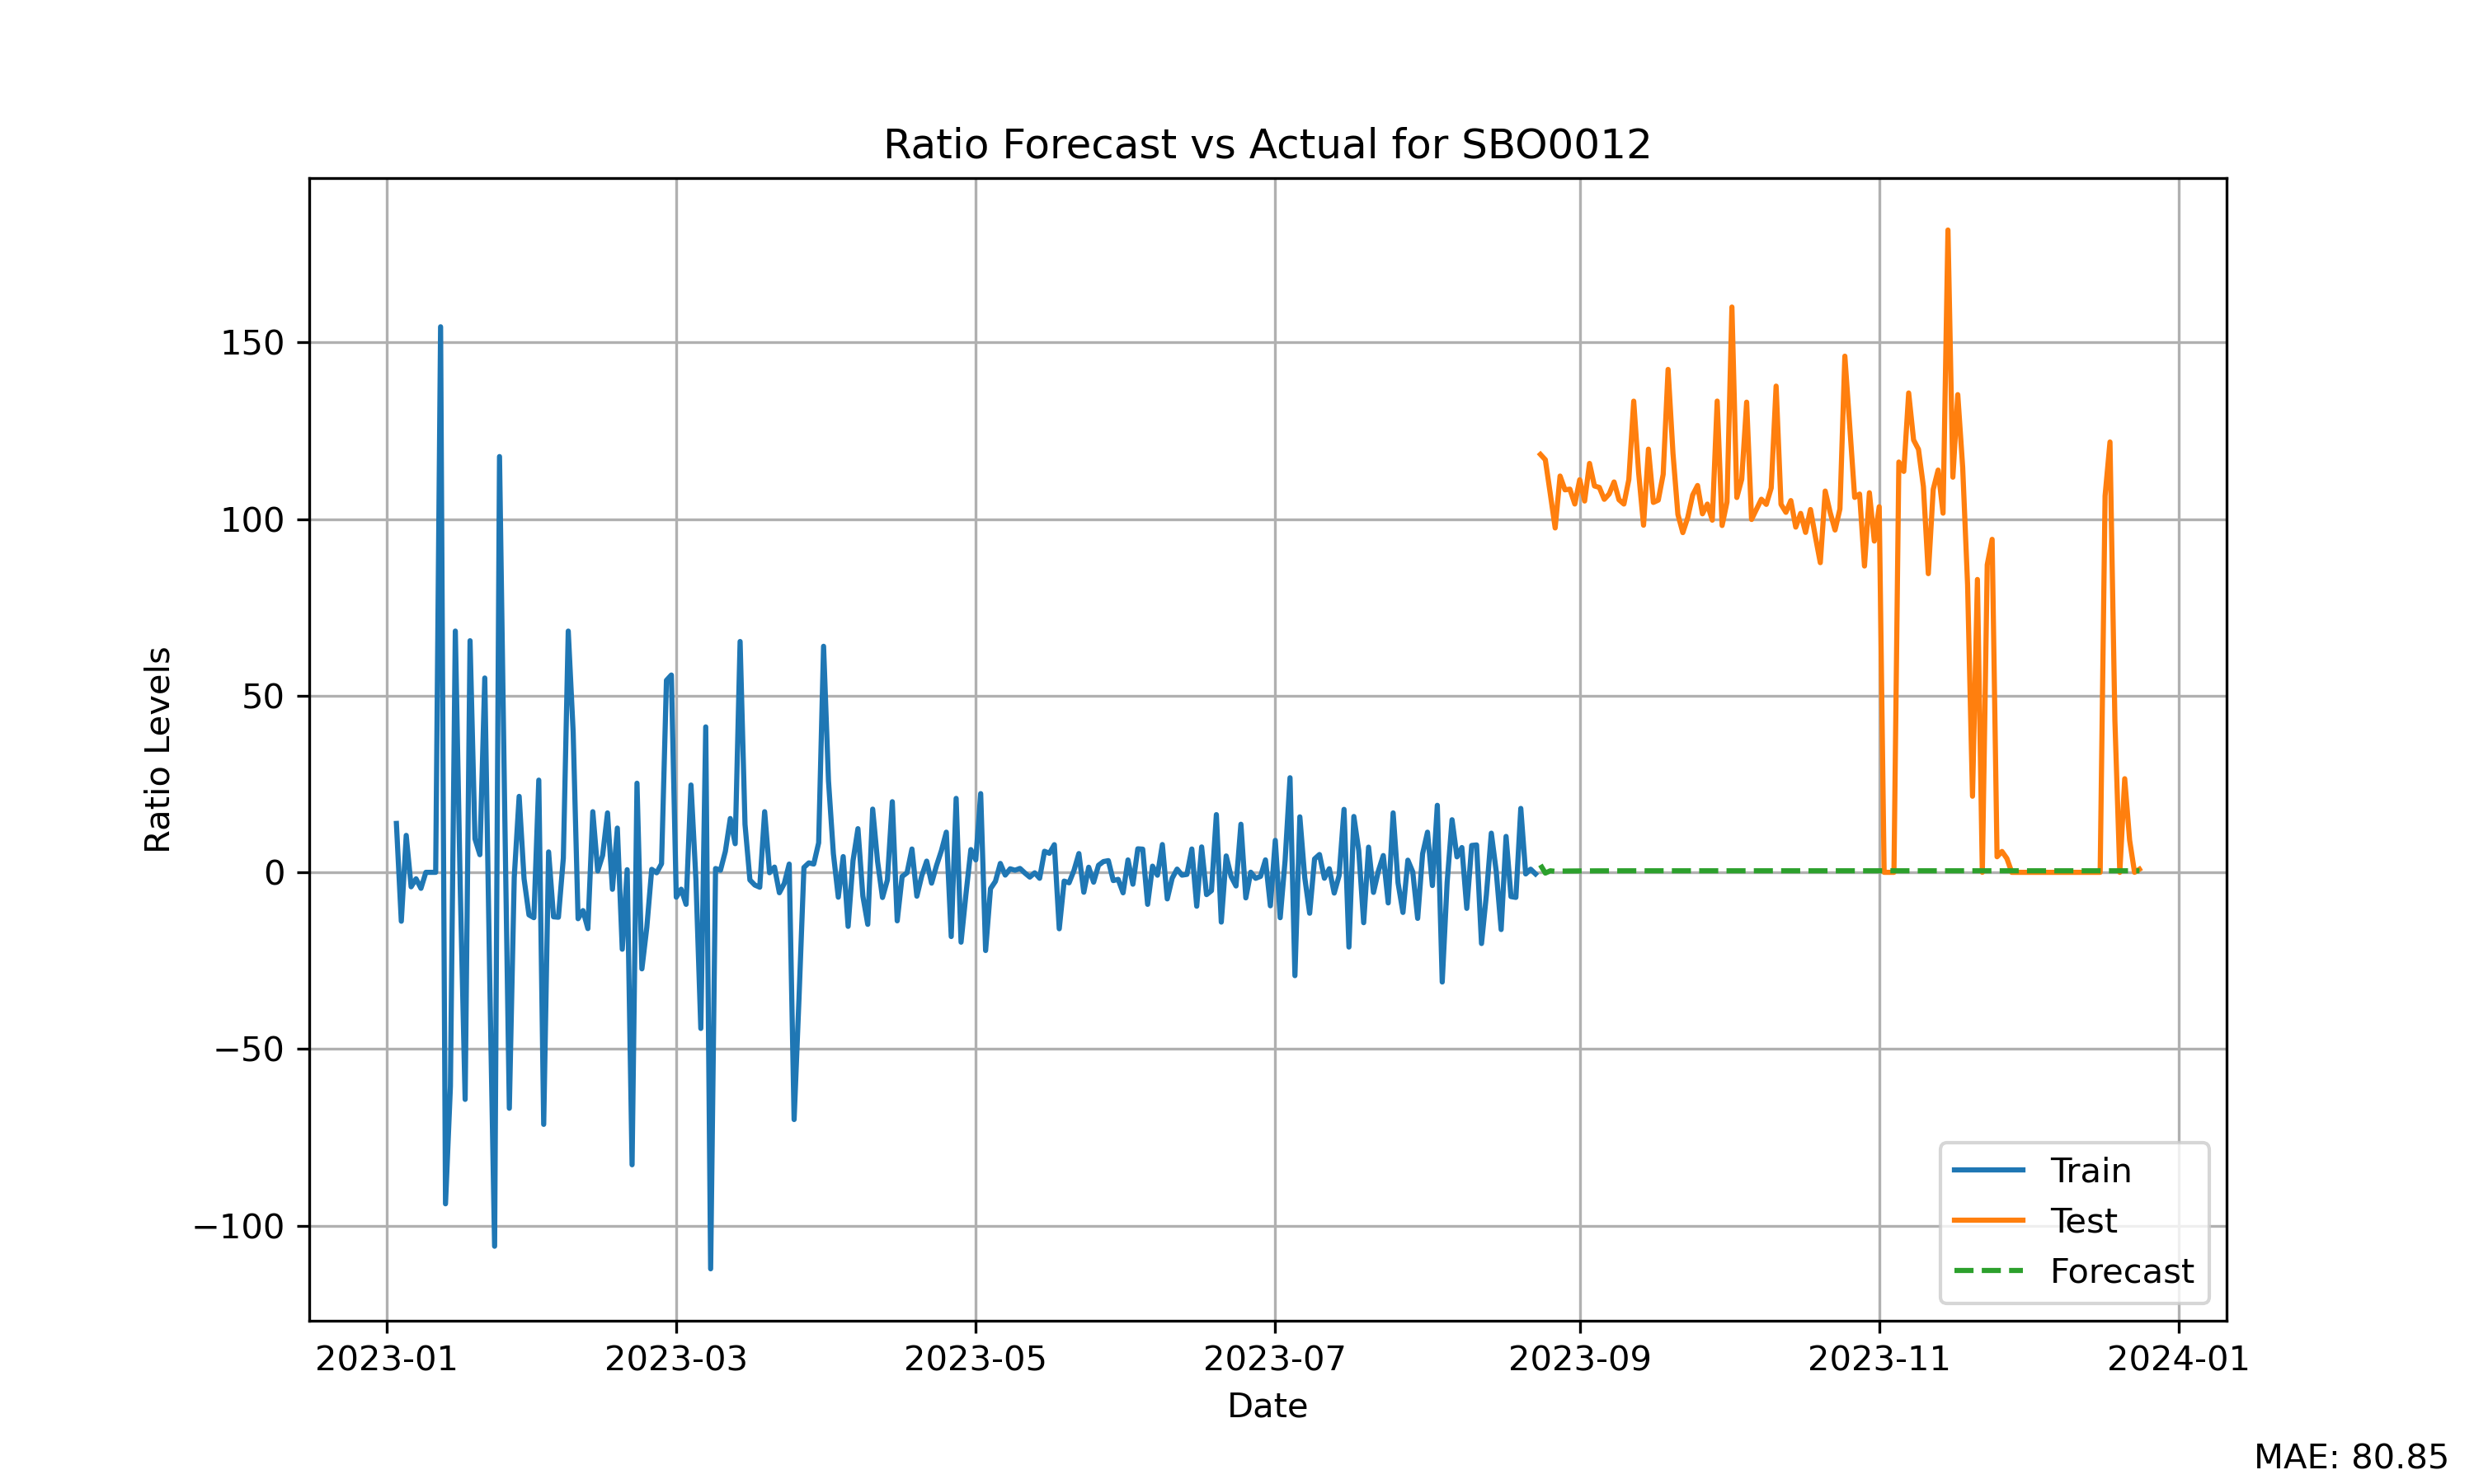 Ratio Forecast vs Actual for SBO0012
Ratio Levels
150
100
50
0
−50
−100
2023-01
2023-03
2023-05
2023-07
2023-09
2023-11
2024-01
Date
Train
Test
Forecast
MAE: 80.85